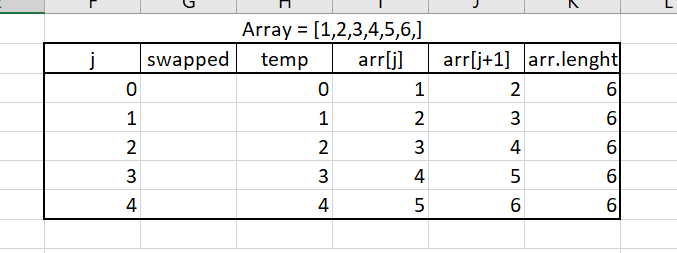 F G H I J K L
Array = [1,2,3,4,5,6,]
j swapped temp arr[j] arr[j+1] arr.lenght
0 0 1 2 6
1 1 2 3 6
2 2 3 4 6
3 3 4 5 6
4 4 5 6 6